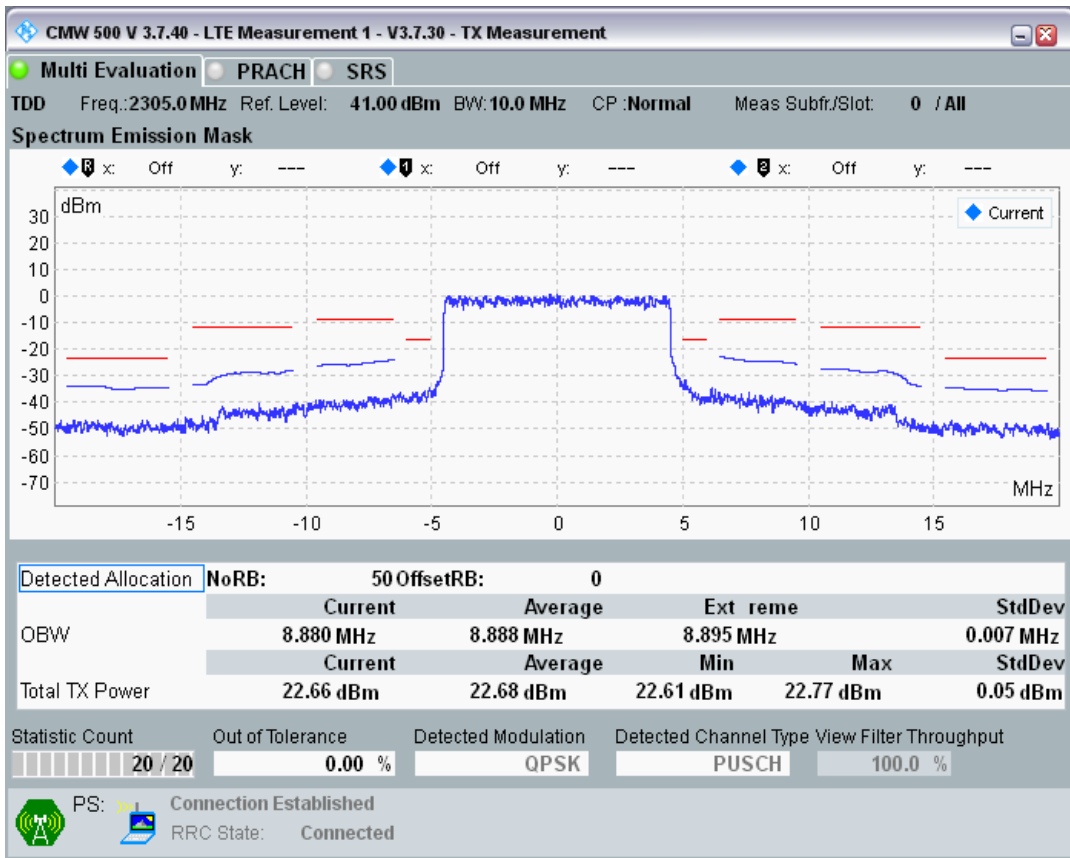 CMW 500 V 3.7.40 - LTE Measurement 1 - V3.7.30 - TX Measurement
Multi Evaluation PRACH SRS
TDD Freq.:2305.0 MHz Ref. Level: 41.00 dBm BW:10.0 MHz CP :Normal Meas Subfr./Slot: 0 / All
Spectrum Emission Mask
R x: Off y: --- 1 x: Off y: --- 2 x: Off y: ---
dBm
Current
30
20
10
0
-10
-20
-30
-40
-50
-60
-70
MHz
-15 -10 -5 0 5 10 15
Detected Allocation NoRB: 50 OffsetRB: 0
Current Average Ext reme StdDev
OBW 8.880 MHz 8.888 MHz 8.895 MHz 0.007 MHz
Current Average Min Max StdDev
Total TX Power 22.66 dBm 22.68 dBm 22.61 dBm 22.77 dBm 0.05 dBm
Statistic Count Out of Tolerance Detected Modulation Detected Channel Type View Filter Throughput
20 / 20 0.00 % QPSK PUSCH 100.0 %
PS: Connection Established
RRC State: Connected